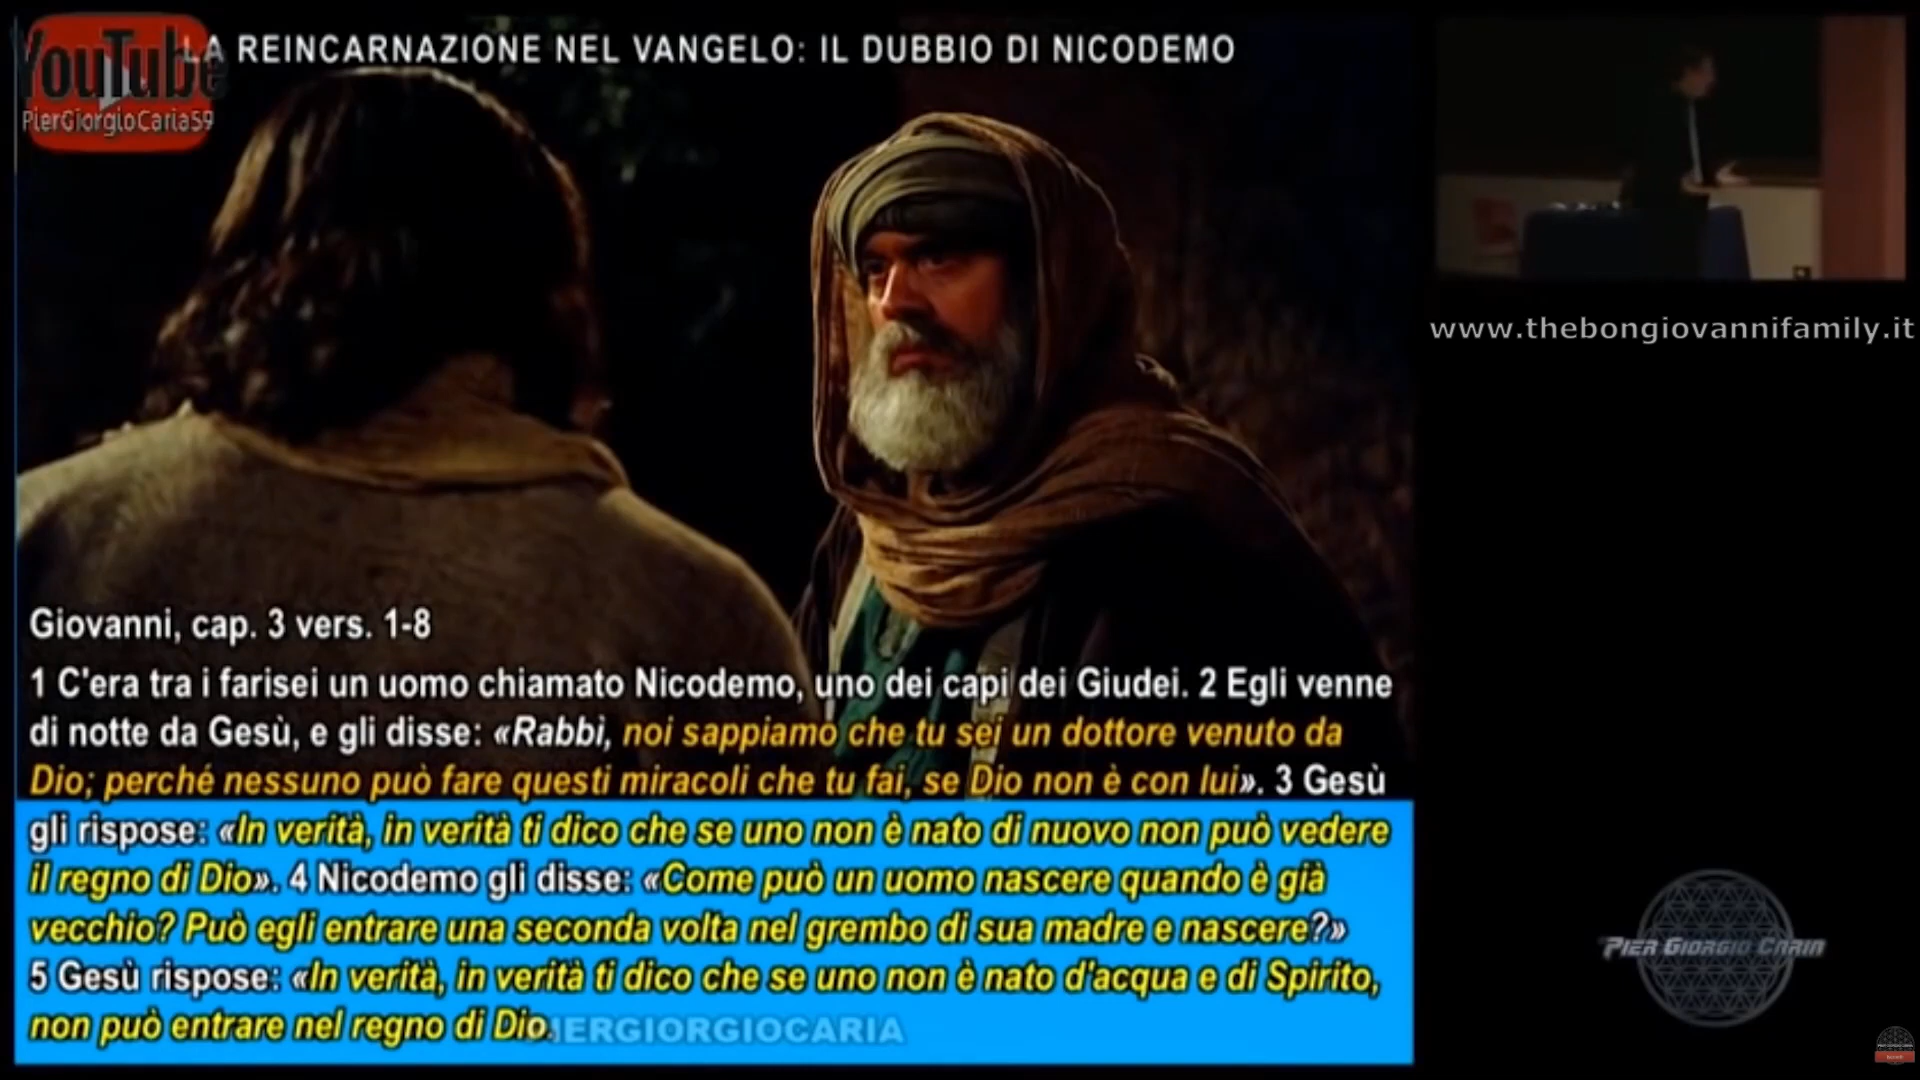 LA REINCARNAZIONE NEL VANGELO: IL DUBBIO DI NICODEMO
YouTube
PierGiorgioCaria59
www.thebongiovannifamily.it
Giovanni, cap. 3 vers. 1-8
1 C'era tra i farisei un uomo chiamato Nicodemo, uno dei capi dei Giudei. 2 Egli venne
di notte da Gesù, e gli disse: «Rabbì, noi sappiamo che tu sei un dottore venuto da
Dio; perché nessuno può fare questi miracoli che tu fai, se Dio non è con lui». 3 Gesù
gli rispose: «In verità, in verità ti dico che se uno non è nato di nuovo non può vedere
il regno di Dio». 4 Nicodemo gli disse: «Come può un uomo nascere quando è già
vecchio? Può egli entrare una seconda volta nel grembo di sua madre e nascere?»
5 Gesù rispose: «In verità, in verità ti dico che se uno non è nato d'acqua e di Spirito,
non può entrare nel regno di Dio.
PIERGIORGIOCARIA
PIER GIORGIO CARIA